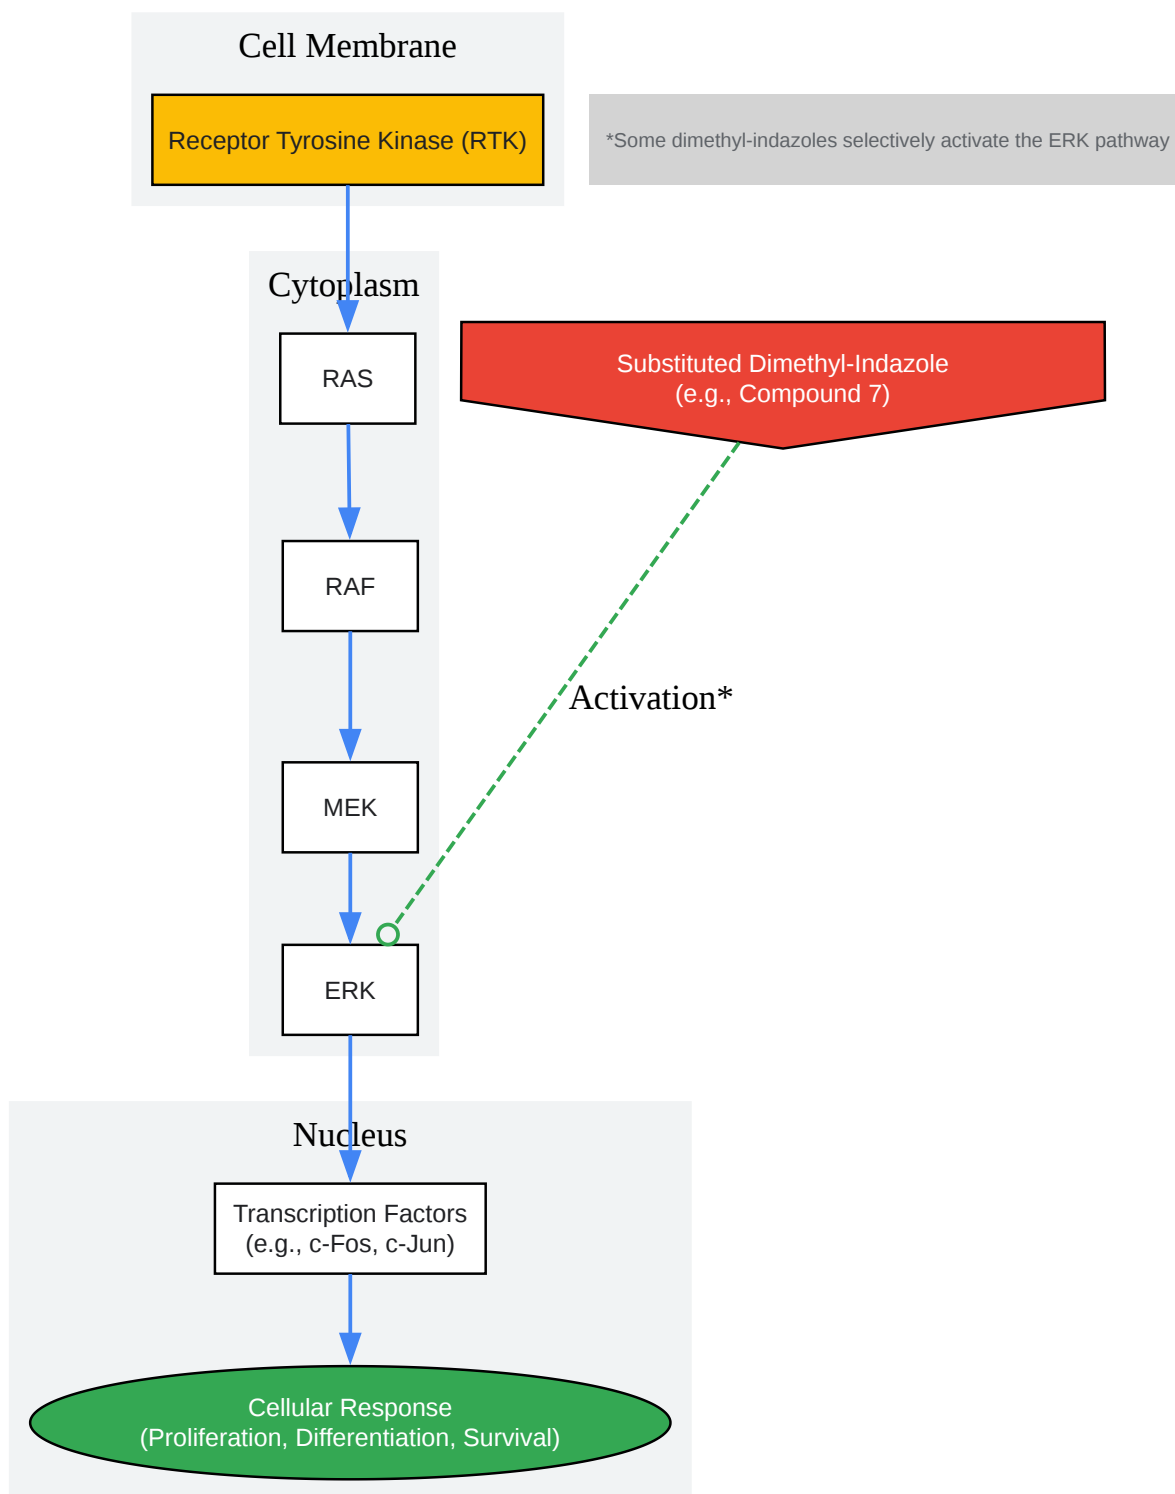 Cell Membrane
Receptor Tyrosine Kinase (RTK)
*Some dimethyl-indazoles selectively activate the ERK pathway
Cytoplasm
RAS
Substituted Dimethyl-Indazole
(e.g., Compound 7)
RAF
Activation*
MEK
ERK
Nucleus
Transcription Factors
(e.g., c-Fos, c-Jun)
Cellular Response
(Proliferation, Differentiation, Survival)